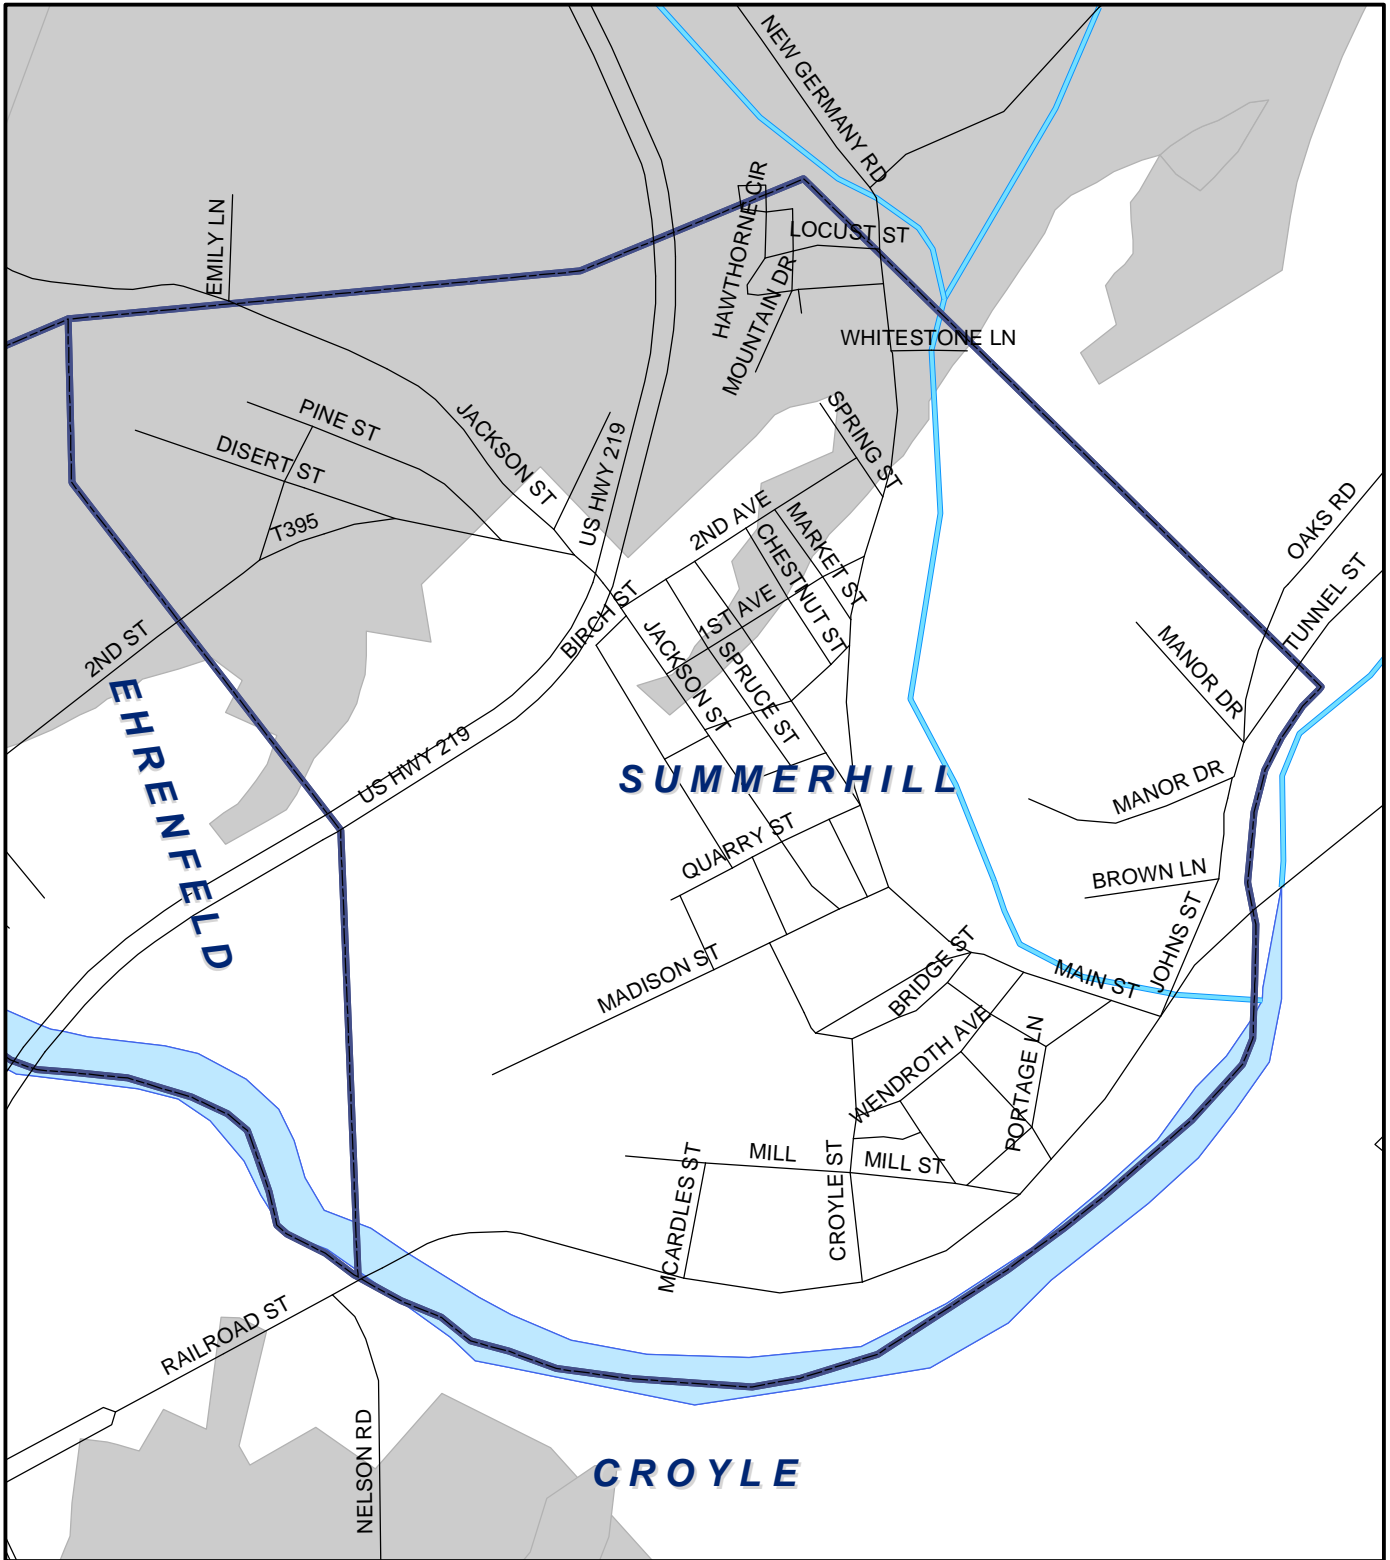 NEW GERMANY RD
EMILY LN
HAWTHORNE CIR
LOCUST ST
MOUNTAIN DR
WHITESTONE LN
PINE ST
JACKSON ST
SPRING ST
DISERT ST
US HWY 219
2ND AVE
MARKET ST
OAKS RD
T395
CHESTNUT ST
TUNNEL ST
BIRCH ST
1ST AVE
2ND ST
JACKSON ST
SPRUCE ST
MANOR DR
EHRENFELD
US HWY 219
SUMMERHILL
MANOR DR
QUARRY ST
BROWN LN
JOHNS ST
MADISON ST
BRIDGE ST
MAIN ST
WENDROTH AVE
PORTAGE LN
MCARDLES ST
MILL
MILL ST
CROYLE ST
RAILROAD ST
NELSON RD
CROYLE